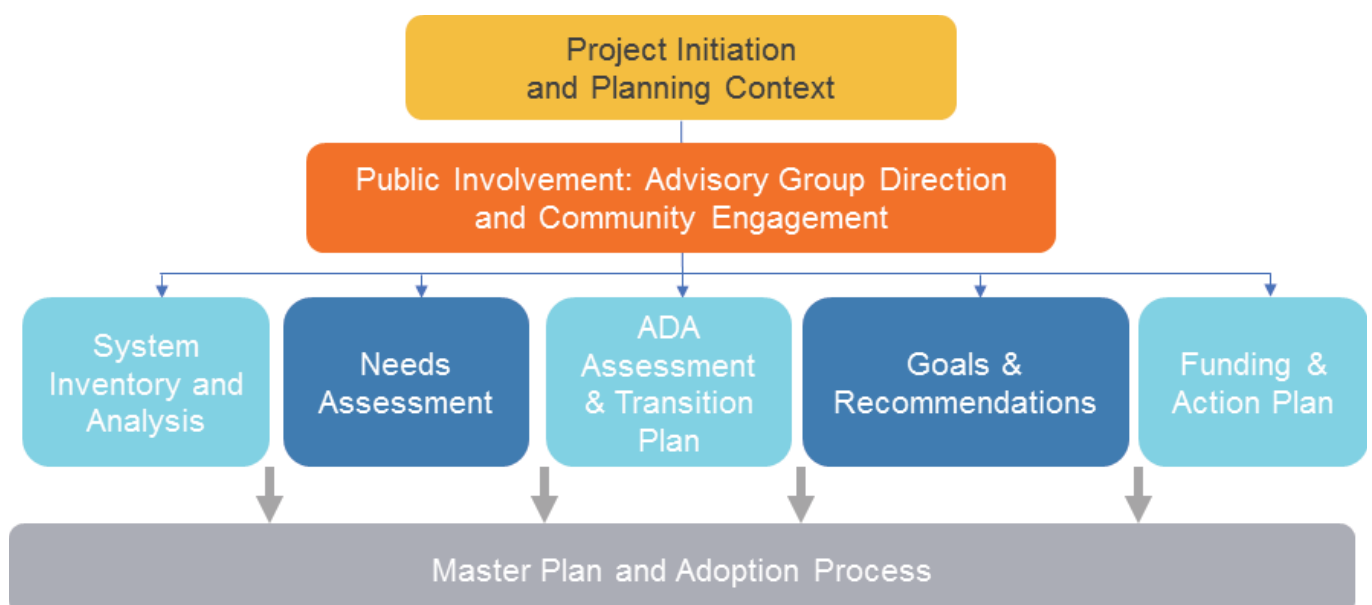 Project Initiation
and Planning Context
Public Involvement: Advisory Group Direction
and Community Engagement
System
Inventory and
Analysis
Needs
Assessment
ADA
Assessment
& Transition
Plan
Goals &
Recommendations
Funding &
Action Plan
Master Plan and Adoption Process